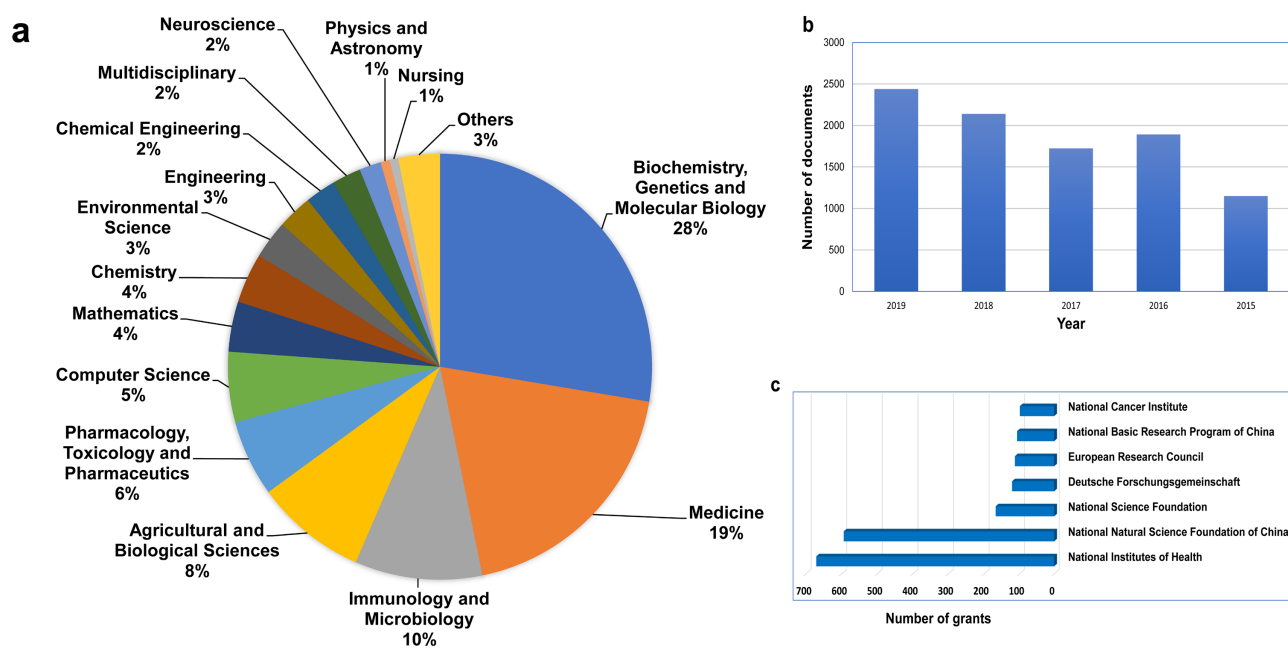 a
Neuroscience
2%
Physics and
Astronomy
1%
Nursing
1%
Multidisciplinary
2%
Others
3%
Chemical Engineering
2%
Engineering
3%
Environmental
Science
3%
Chemistry
4%
Mathematics
4%
Computer Science
5%
Pharmacology,
Toxicology and
Pharmaceutics
6%
Agricultural and
Biological Sciences
8%
Immunology and
Microbiology
10%
Medicine
19%
Biochemistry,
Genetics and
Molecular Biology
28%
b
Number of documents
3000
2500
2000
1500
1000
500
0
2019 2018 2017 2016 2015
Year
c
National Cancer Institute
National Basic Research Program of China
European Research Council
Deutsche Forschungsgemeinschaft
National Science Foundation
National Natural Science Foundation of China
National Institutes of Health
700 600 500 400 300 200 100 0
Number of grants